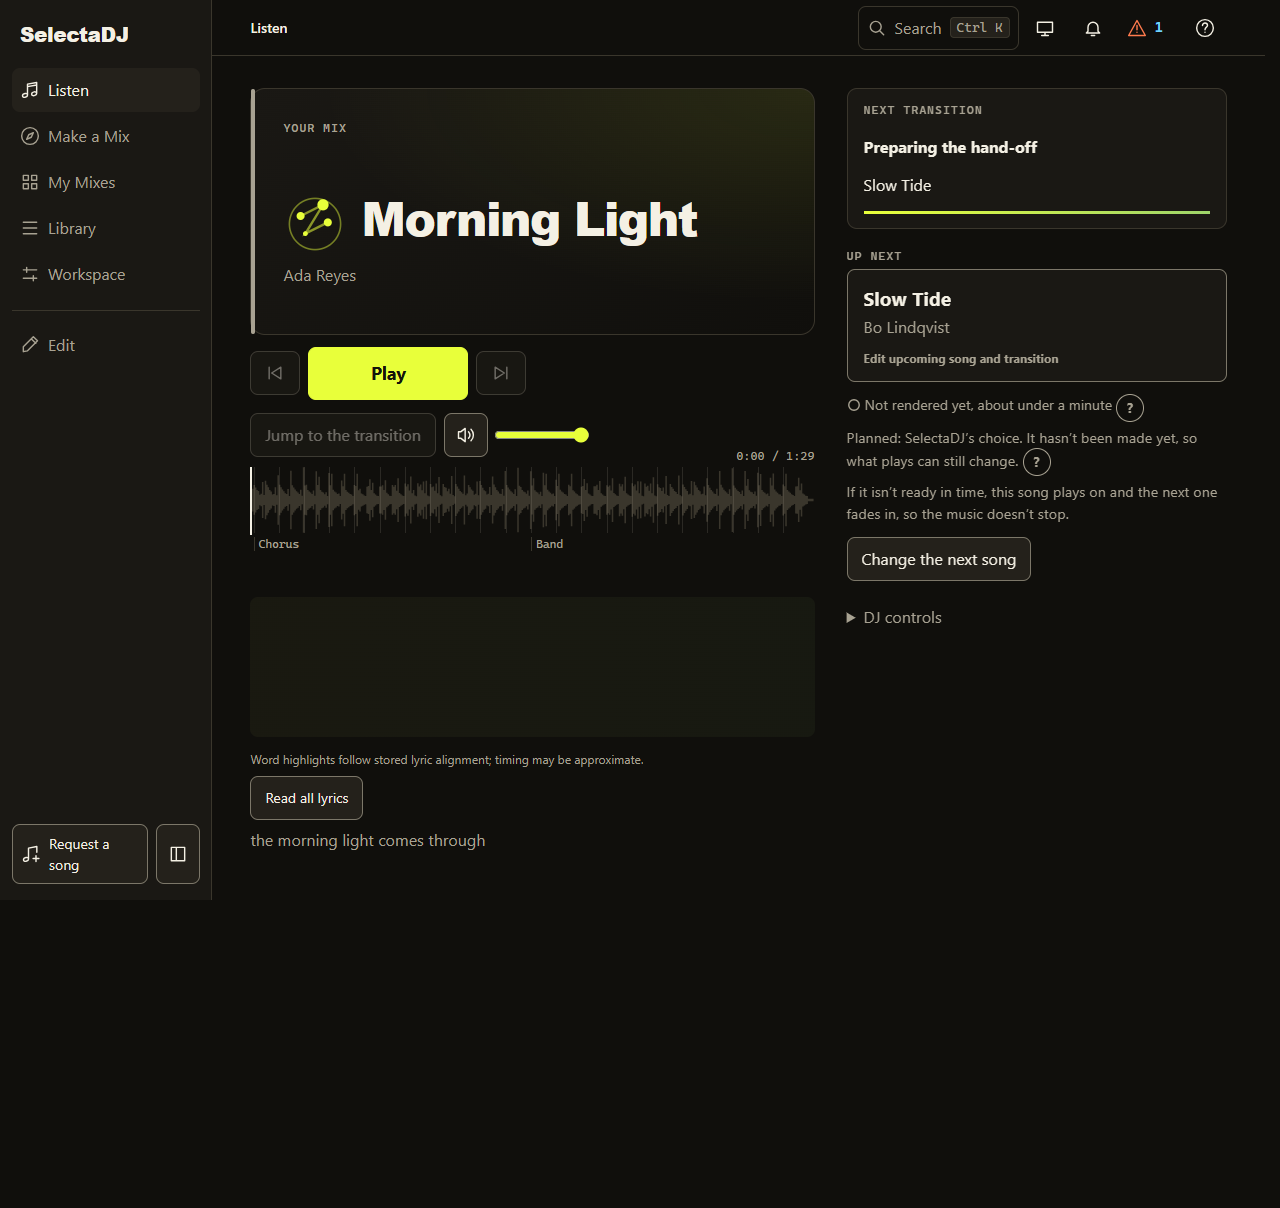 SelectaDJ
Listen
Make a Mix
My Mixes
Library
Workspace
Edit
Request a
song
Listen
Search Ctrl K
1
YOUR MIX
Morning Light
Ada Reyes
Play
Jump to the transition
0:00 / 1:29
Chorus
Band
Word highlights follow stored lyric alignment; timing may be approximate.
Read all lyrics
the morning light comes through
NEXT TRANSITION
Preparing the hand-off
Slow Tide
UP NEXT
Slow Tide
Bo Lindqvist
Edit upcoming song and transition
Not rendered yet, about under a minute ?
Planned: SelectaDJ’s choice. It hasn’t been made yet, so
what plays can still change. ?
If it isn’t ready in time, this song plays on and the next one
fades in, so the music doesn’t stop.
Change the next song
DJ controls